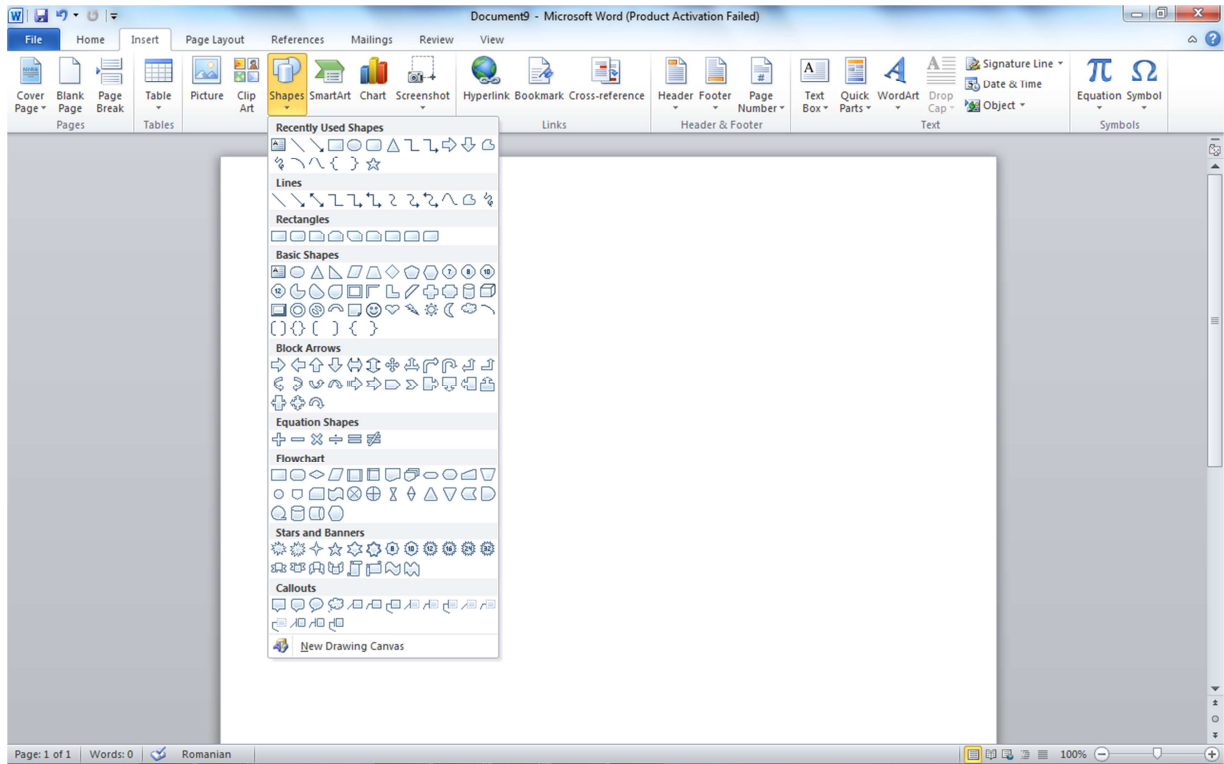 Document9 - Microsoft Word (Product Activation Failed)
File Home Insert Page Layout References Mailings Review View
Cover Page Blank Page Page Break Table Picture Clip Art Shapes SmartArt Chart Screenshot Hyperlink Bookmark Cross-reference Header Footer Page Number Text Box Quick Parts WordArt Drop Cap Signature Line Date & Time Object Equation Symbol
Pages Tables Links Header & Footer Text Symbols
Recently Used Shapes
Lines
Rectangles
Basic Shapes
Block Arrows
Equation Shapes
Flowchart
Stars and Banners
Callouts
New Drawing Canvas
Page: 1 of 1 Words: 0 Romanian 100%